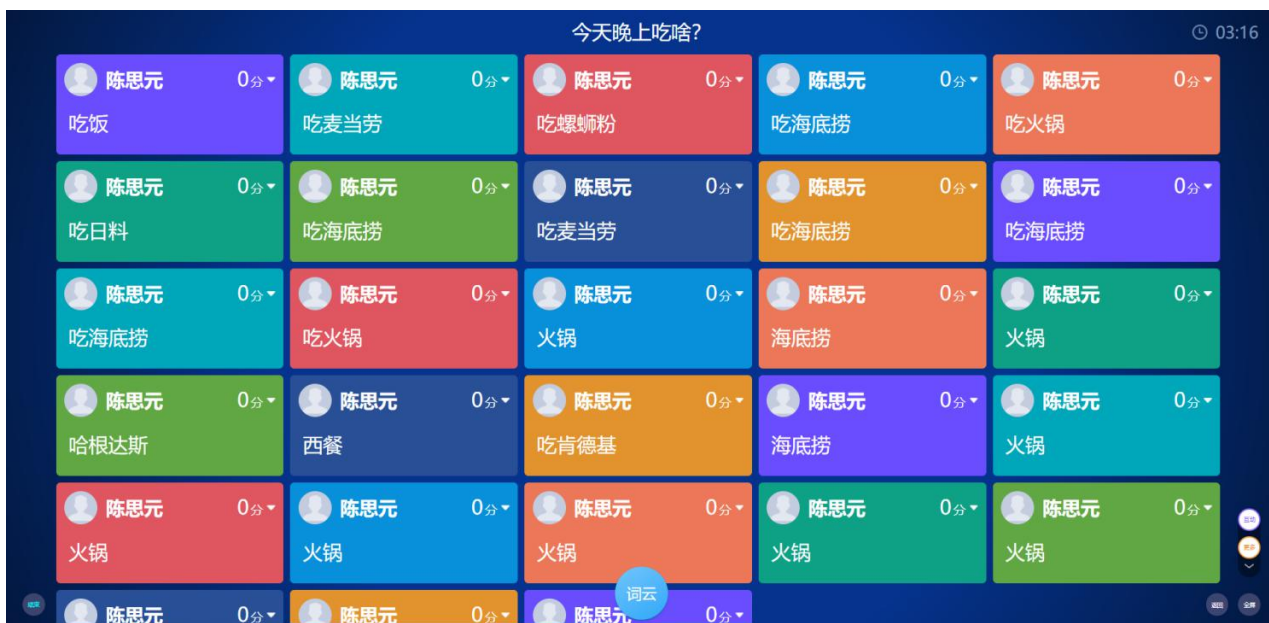 今天晚上吃啥?
03:16
陈思元 0分 陈思元 0分 陈思元 0分 陈思元 0分 陈思元 0分
吃饭 吃麦当劳 吃螺蛳粉 吃海底捞 吃火锅
陈思元 0分 陈思元 0分 陈思元 0分 陈思元 0分 陈思元 0分
吃日料 吃海底捞 吃麦当劳 吃海底捞 吃海底捞
陈思元 0分 陈思元 0分 陈思元 0分 陈思元 0分 陈思元 0分
吃海底捞 吃火锅 火锅 海底捞 火锅
陈思元 0分 陈思元 0分 陈思元 0分 陈思元 0分 陈思元 0分
哈根达斯 西餐 吃肯德基 海底捞 火锅
陈思元 0分 陈思元 0分 陈思元 0分 陈思元 0分 陈思元 0分
火锅 火锅 火锅 火锅 火锅
活动
更多
词云
结束 返回 全屏
陈思元 0分 陈思元 0分 陈思元 0分